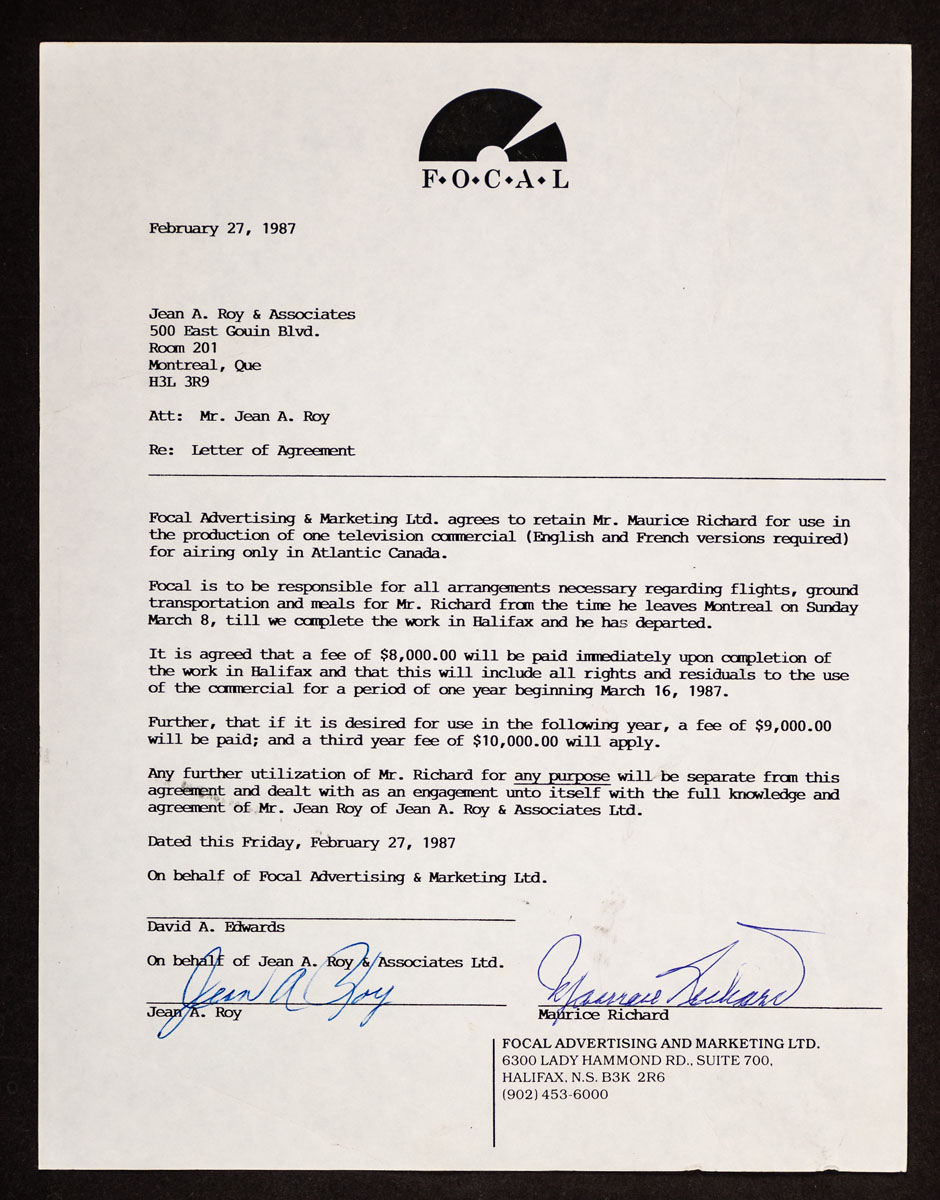 F•O•C•A•L
February 27, 1987
Jean A. Roy & Associates
500 East Gouin Blvd.
Room 201
Montreal, Que
H3L 3R9
Att: Mr. Jean A. Roy
Re: Letter of Agreement
Focal Advertising & Marketing Ltd. agrees to retain Mr. Maurice Richard for use in
the production of one television commercial (English and French versions required)
for airing only in Atlantic Canada.
Focal is to be responsible for all arrangements necessary regarding flights, ground
transportation and meals for Mr. Richard from the time he leaves Montreal on Sunday
March 8, till we complete the work in Halifax and he has departed.
It is agreed that a fee of $8,000.00 will be paid immediately upon completion of
the work in Halifax and that this will include all rights and residuals to the use
of the commercial for a period of one year beginning March 16, 1987.
Further, that if it is desired for use in the following year, a fee of $9,000.00
will be paid; and a third year fee of $10,000.00 will apply.
Any further utilization of Mr. Richard for any purpose will be separate from this
agreement and dealt with as an engagement unto itself with the full knowledge and
agreement of Mr. Jean Roy of Jean A. Roy & Associates Ltd.
Dated this Friday, February 27, 1987
On behalf of Focal Advertising & Marketing Ltd.
David A. Edwards
On behalf of Jean A. Roy & Associates Ltd.
Jean A Roy
Maurice Richard
Jean A. Roy
Maurice Richard
FOCAL ADVERTISING AND MARKETING LTD.
6300 LADY HAMMOND RD., SUITE 700,
HALIFAX, N.S. B3K 2R6
(902) 453-6000